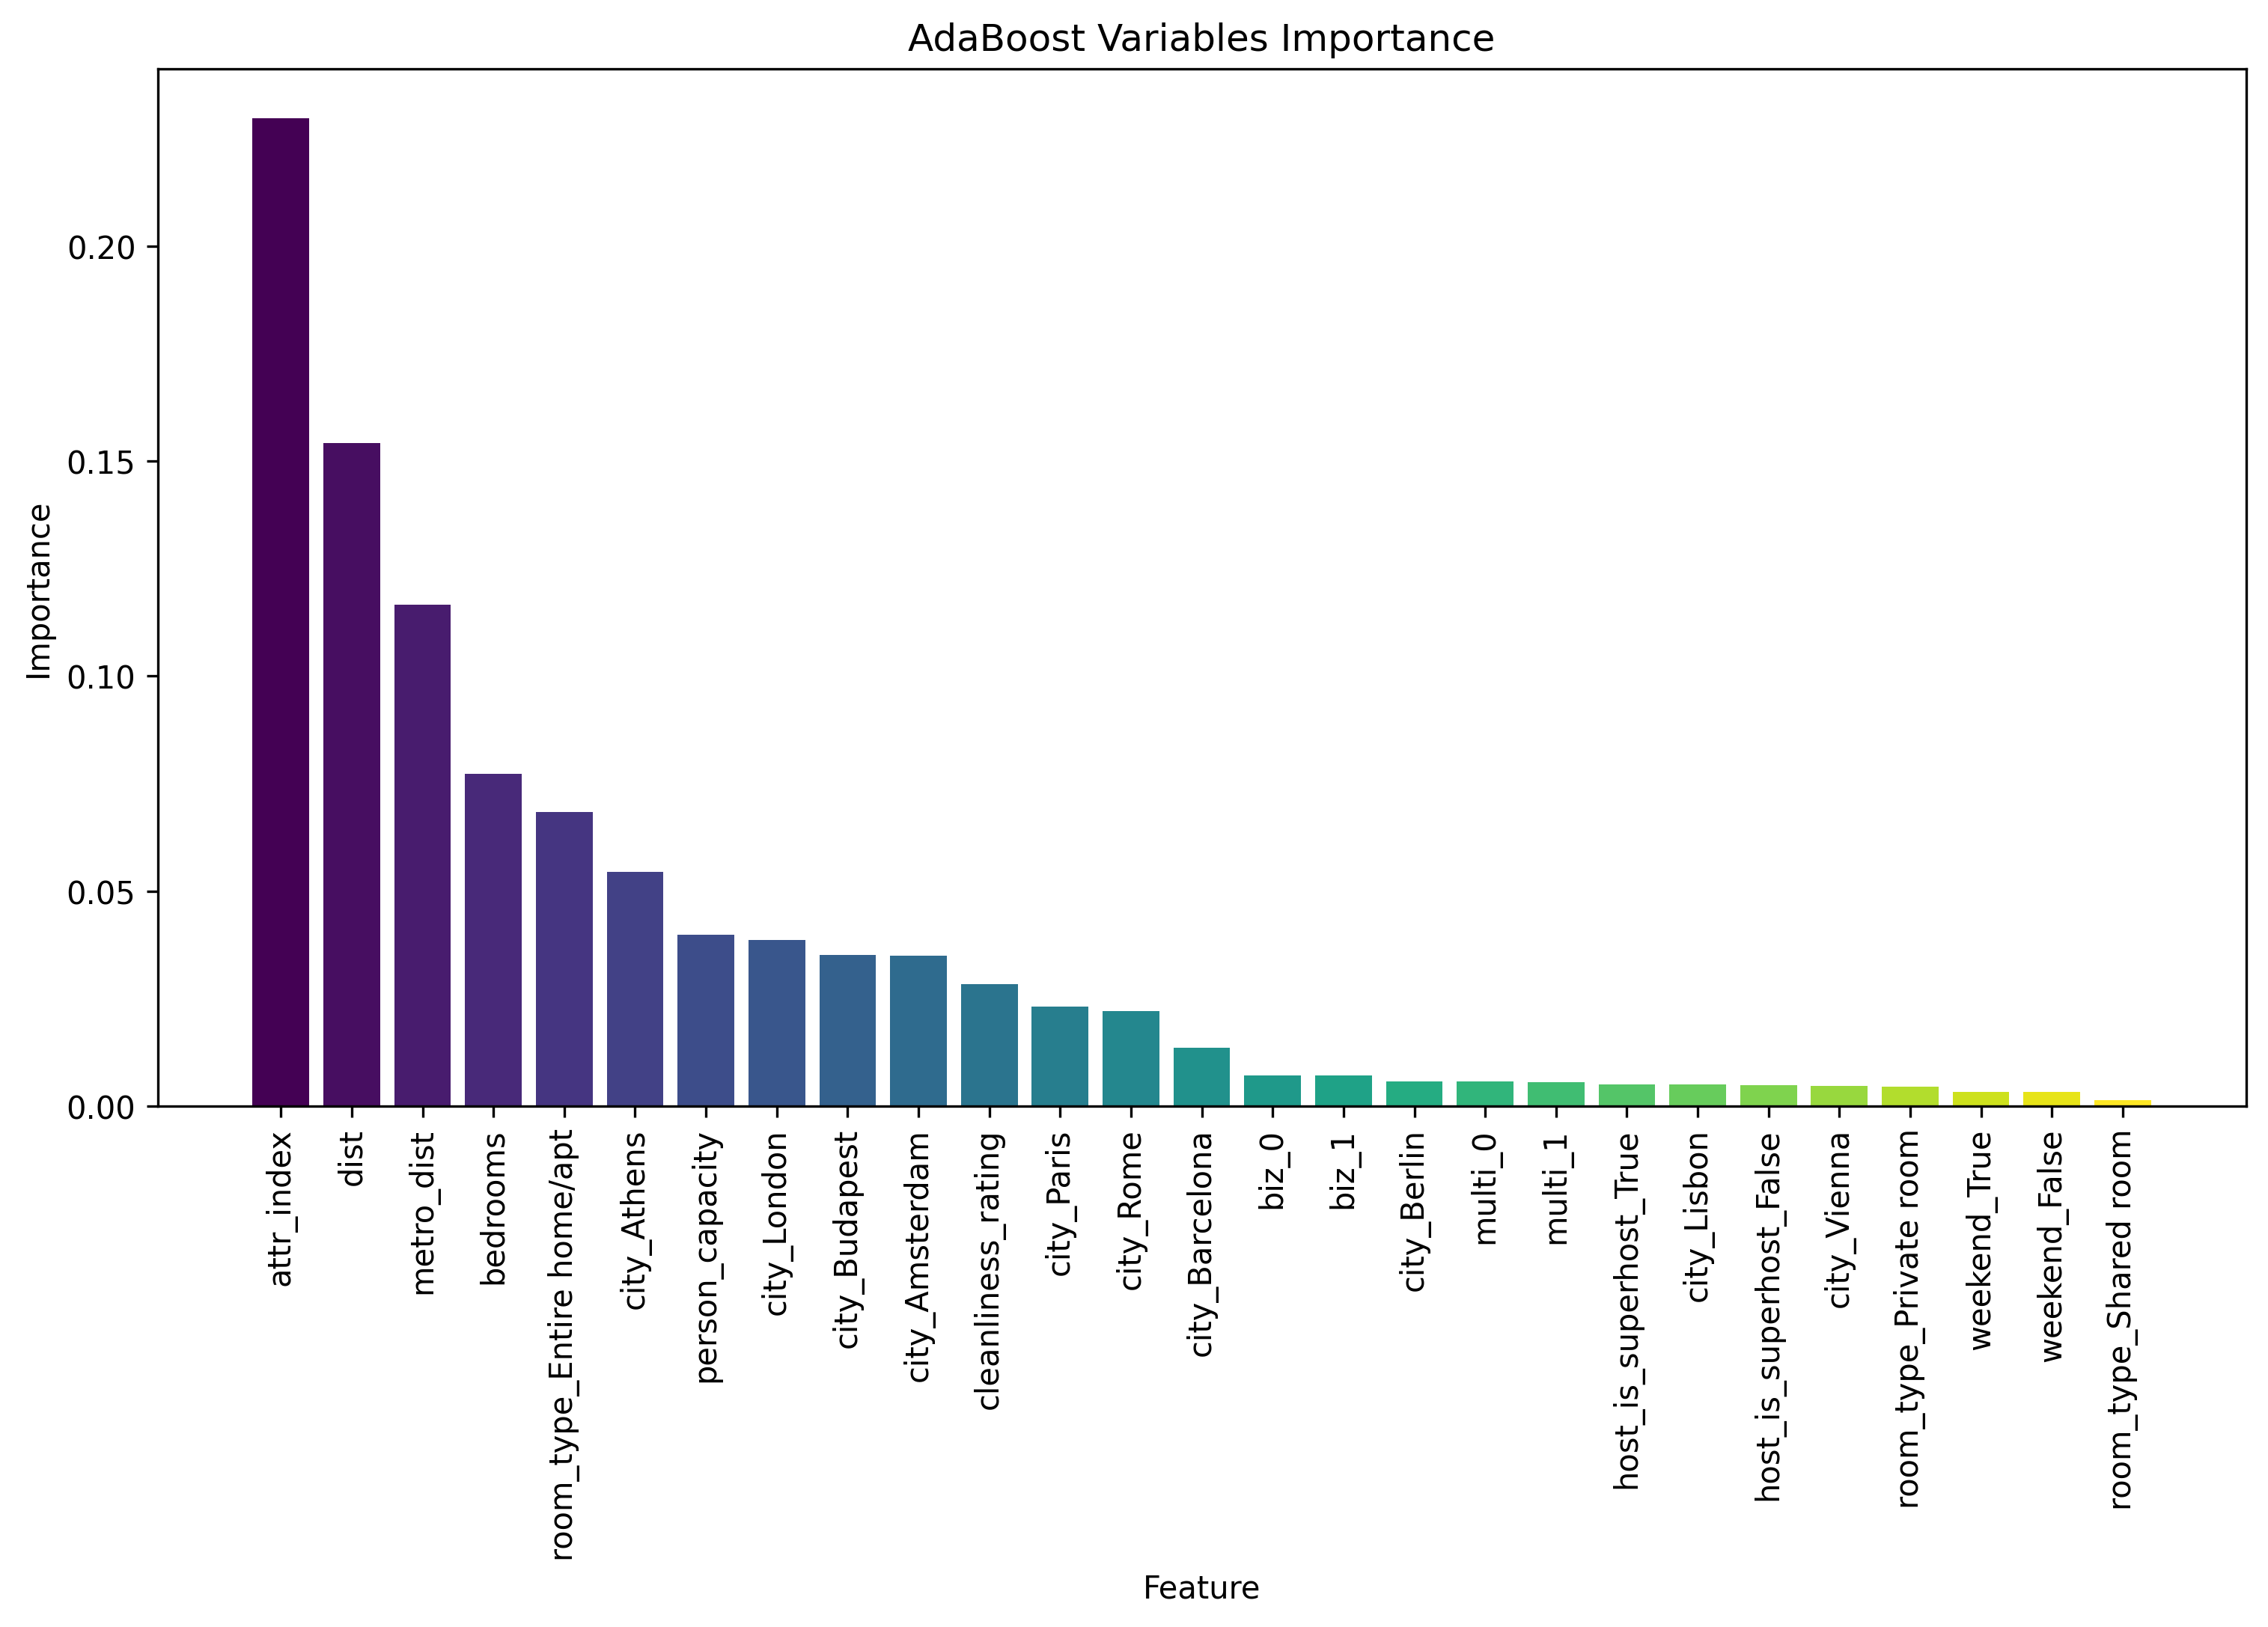 AdaBoost Variables Importance
Importance
0.20
0.15
0.10
0.05
0.00
attr_index
dist
metro_dist
bedrooms
room_type_Entire home/apt
city_Athens
person_capacity
city_London
city_Budapest
city_Amsterdam
cleanliness_rating
city_Paris
city_Rome
city_Barcelona
biz_0
biz_1
city_Berlin
multi_0
multi_1
host_is_superhost_True
city_Lisbon
host_is_superhost_False
city_Vienna
room_type_Private room
weekend_True
weekend_False
room_type_Shared room
Feature